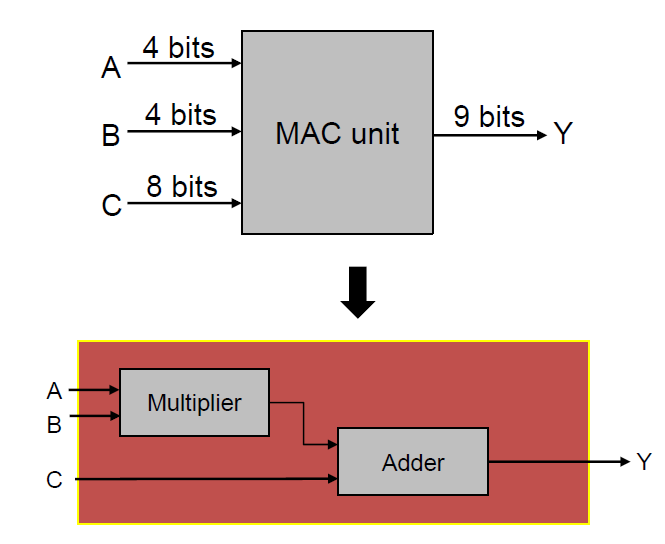 4 bits
A
4 bits
B
8 bits
C
MAC unit
9 bits
Y
A
B
C
Multiplier
Adder
Y